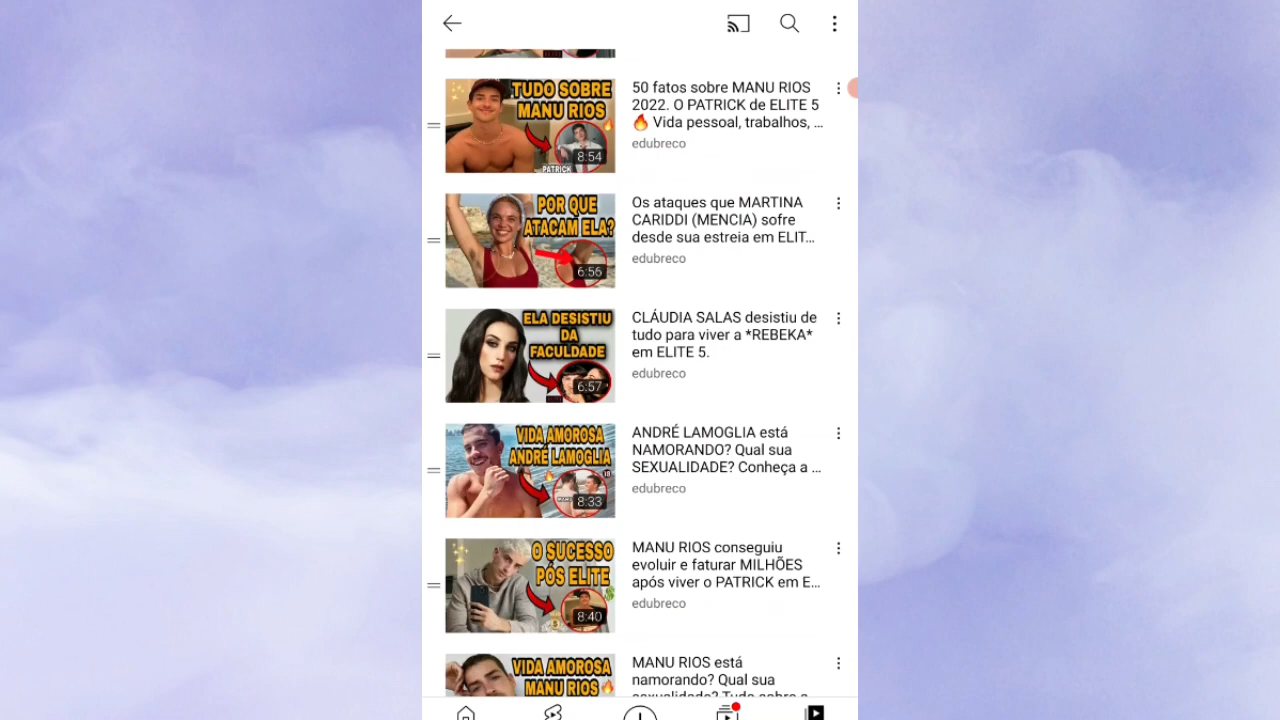 TUDO SOBRE
MANU RIOS
PATRICK
8:54
50 fatos sobre MANU RIOS
2022. O PATRICK de ELITE 5
🔥 Vida pessoal, trabalhos, ...
edubreco
POR QUE
ATACAM ELA?
6:56
Os ataques que MARTINA
CARIDDI (MENCIA) sofre
desde sua estreia em ELIT...
edubreco
ELA DESISTIU
DA
FACULDADE
6:57
CLÁUDIA SALAS desistiu de
tudo para viver a *REBEKA*
em ELITE 5.
edubreco
VIDA AMOROSA
ANDRÉ LAMOGLIA
8:33
ANDRÉ LAMOGLIA está
NAMORANDO? Qual sua
SEXUALIDADE? Conheça a ...
edubreco
O SUCESSO
PÓS ELITE
8:40
MANU RIOS conseguiu
evoluir e faturar MILHÕES
após viver o PATRICK em E...
edubreco
VIDA AMOROSA
MANU RIOS
MANU RIOS está
namorando? Qual sua
sexualidade? Tudo sobre a